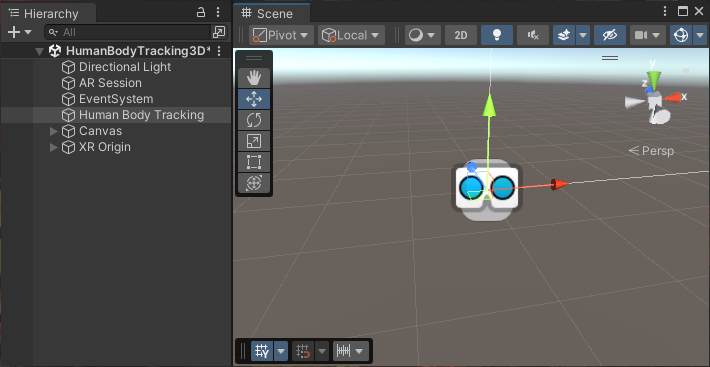 Hierarchy
All
HumanBodyTracking3D*
Directional Light
AR Session
EventSystem
Human Body Tracking
Canvas
XR Origin
Scene
Pivot Local 2D
y
z
x
Persp